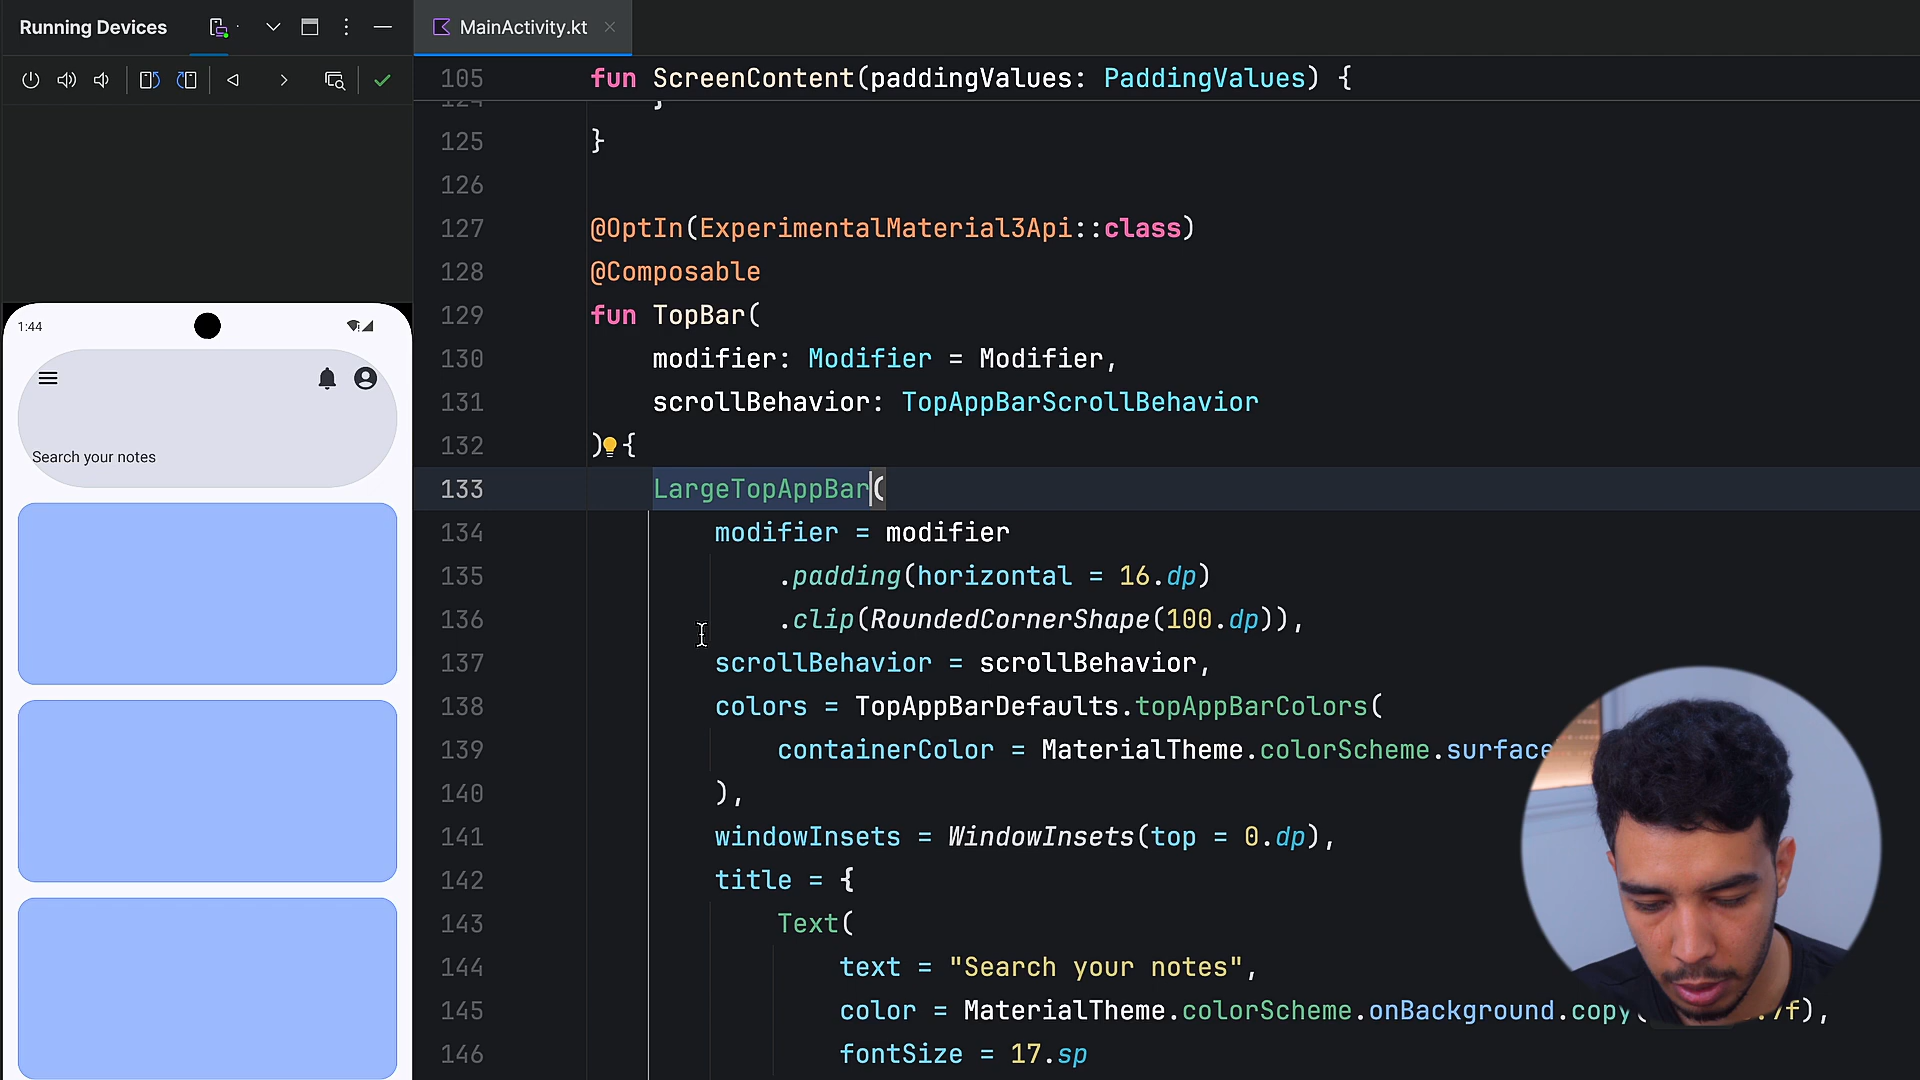 Running Devices
MainActivity.kt
105 fun ScreenContent(paddingValues: PaddingValues) {
124 }
125 }
126
127 @OptIn(ExperimentalMaterial3Api::class)
128 @Composable
129 fun TopBar(
130 modifier: Modifier = Modifier,
131 scrollBehavior: TopAppBarScrollBehavior
132 ) {
133 LargeTopAppBar(
134 modifier = modifier
135 .padding(horizontal = 16.dp)
136 .clip(RoundedCornerShape(100.dp)),
137 scrollBehavior = scrollBehavior,
138 colors = TopAppBarDefaults.topAppBarColors(
139 containerColor = MaterialTheme.colorScheme.surface
140 ),
141 windowInsets = WindowInsets(top = 0.dp),
142 title = {
143 Text(
144 text = "Search your notes",
145 color = MaterialTheme.colorScheme.onBackground.copy( 7f),
146 fontSize = 17.sp
1:44
Search your notes